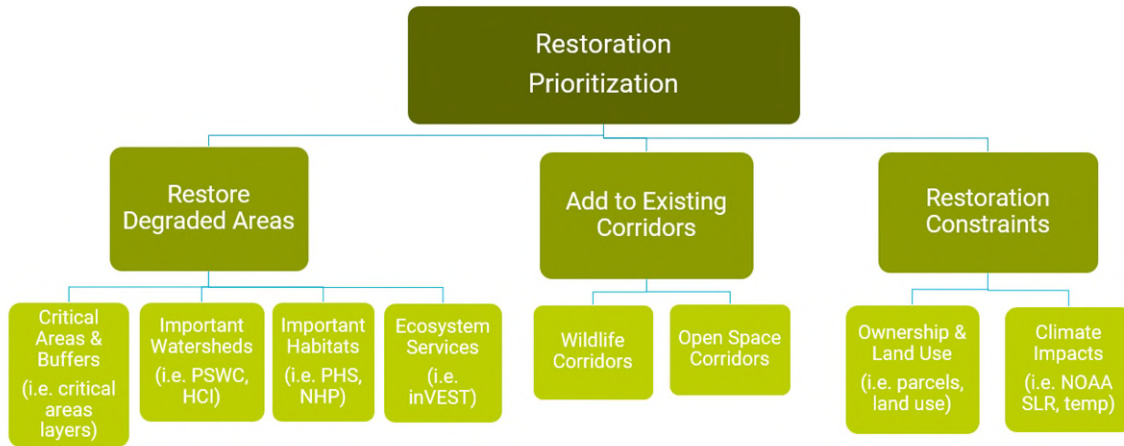 Restoration
Prioritization
Restore
Degraded Areas
Add to Existing
Corridors
Restoration
Constraints
Critical
Areas &
Buffers
(i.e. critical
areas
layers)
Important
Watersheds
(i.e. PSWC,
HCI)
Important
Habitats
(i.e. PHS,
NHP)
Ecosystem
Services
(i.e.
inVEST)
Wildlife
Corridors
Open Space
Corridors
Ownership &
Land Use
(i.e. parcels,
land use)
Climate
Impacts
(i.e. NOAA
SLR, temp)